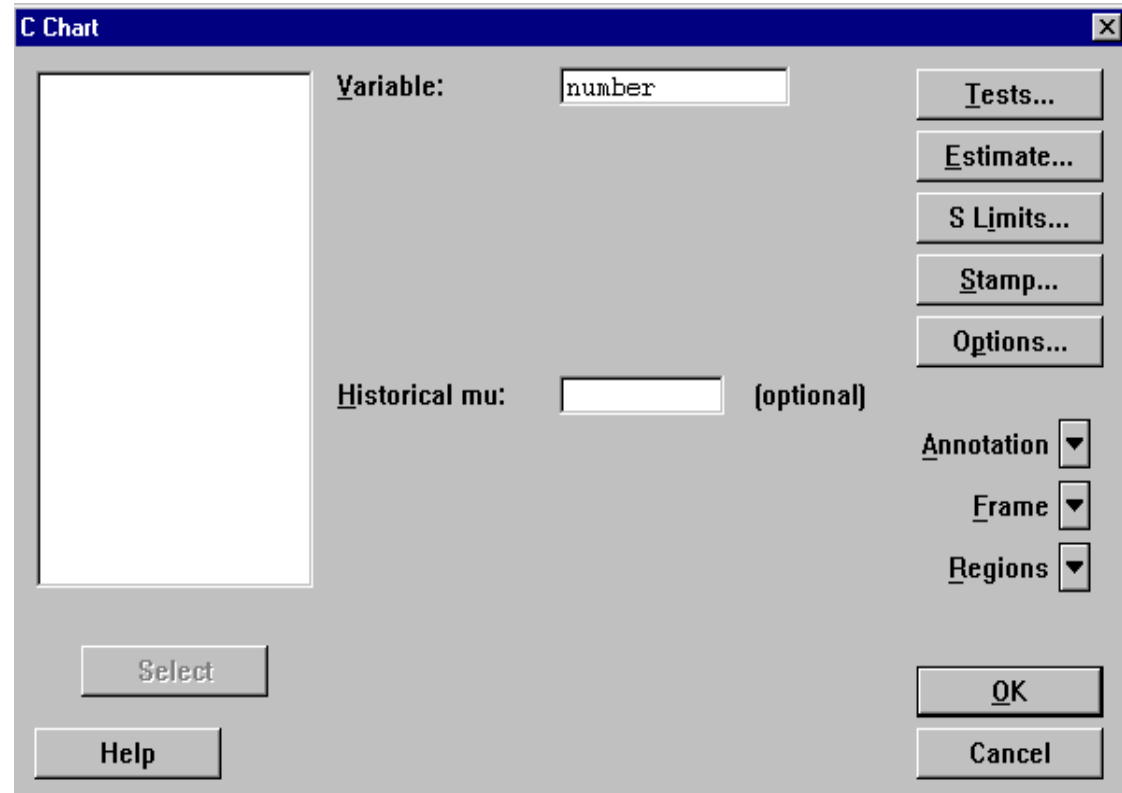 C Chart
Variable: number
Tests...
Estimate...
S Limits...
Stamp...
Options...
Historical mu: (optional)
Annotation
Frame
Regions
Select
OK
Help
Cancel